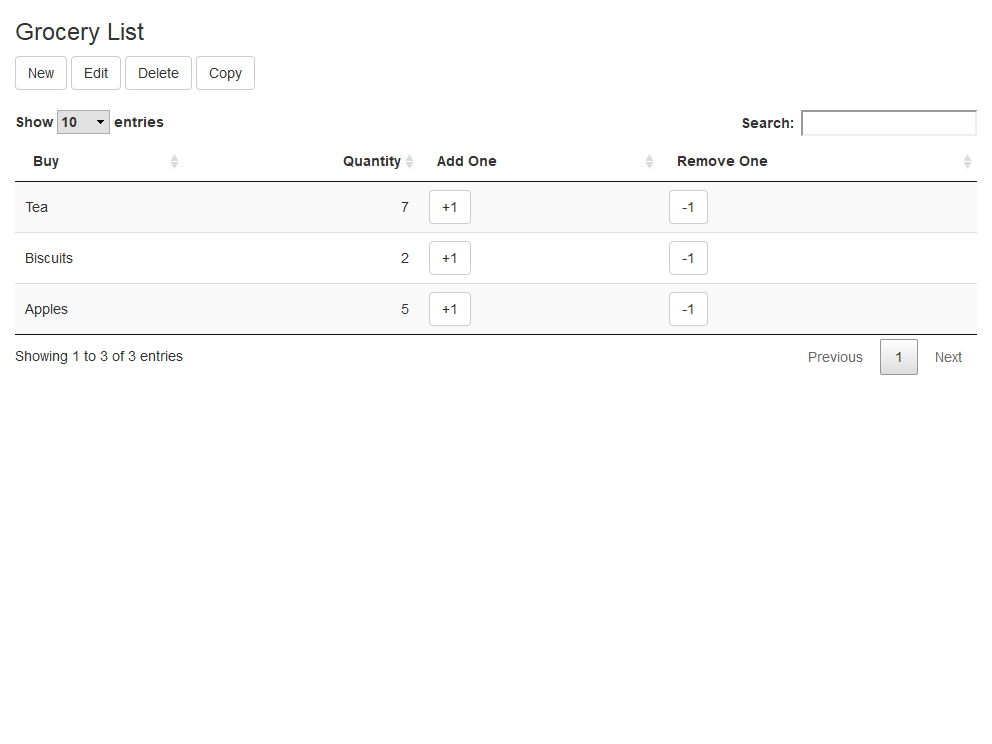 Grocery List
New Edit Delete Copy
Show 10 entries Search:
Buy Quantity Add One Remove One
Tea 7 +1 -1
Biscuits 2 +1 -1
Apples 5 +1 -1
Showing 1 to 3 of 3 entries Previous 1 Next